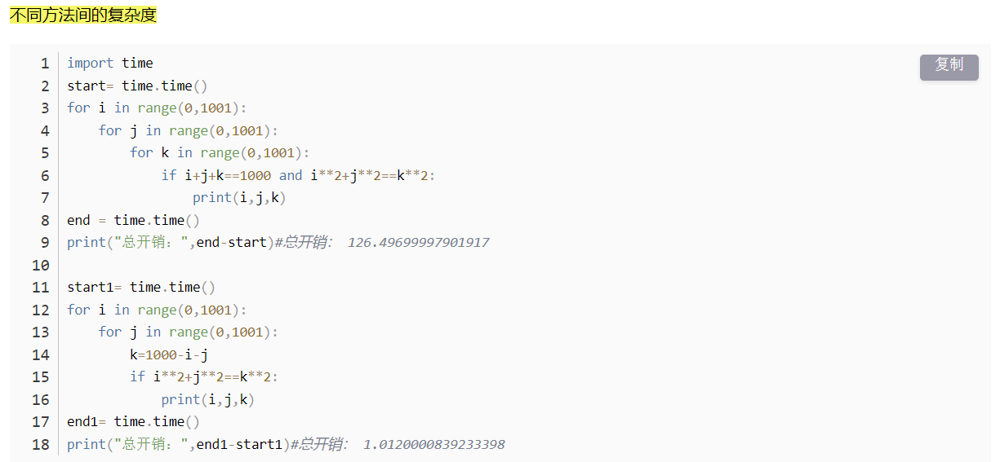 不同方法间的复杂度
复制
1 import time
2 start= time.time()
3 for i in range(0,1001):
4     for j in range(0,1001):
5         for k in range(0,1001):
6             if i+j+k==1000 and i**2+j**2==k**2:
7                 print(i,j,k)
8 end = time.time()
9 print("总开销：",end-start)#总开销： 126.49699997901917
10
11 start1= time.time()
12 for i in range(0,1001):
13     for j in range(0,1001):
14         k=1000-i-j
15         if i**2+j**2==k**2:
16             print(i,j,k)
17 end1= time.time()
18 print("总开销：",end1-start1)#总开销： 1.0120000839233398